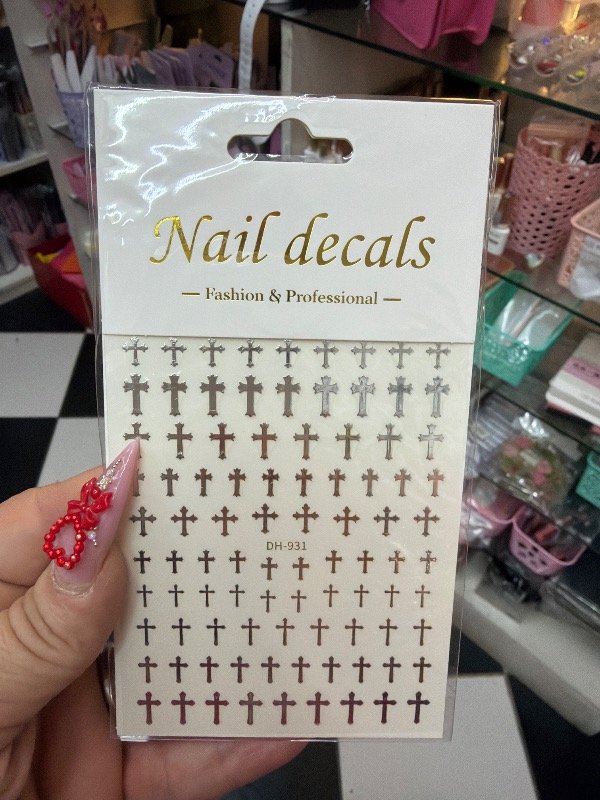 Nail decals
— Fashion & Professional —
DH-931